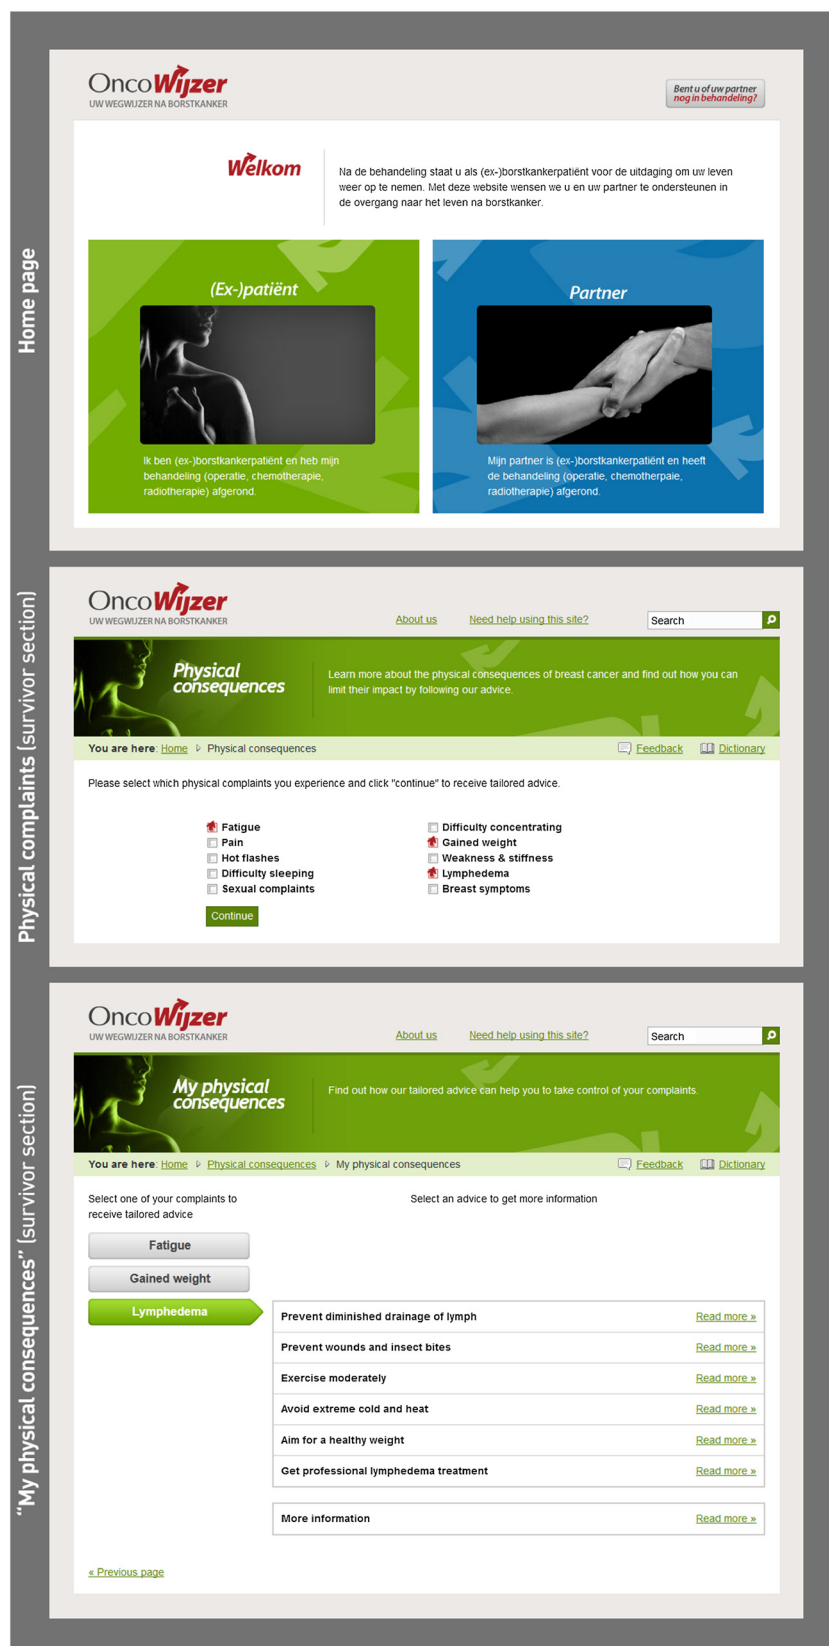 Home page
OncoWijzer
UW WEGWIJZER NA BORSTKANKER
Bent u of uw partner
nog in behandeling?
Welkom
Na de behandeling staat u als (ex-)borstkankerpatiënt voor de uitdaging om uw leven
weer op te nemen. Met deze website wensen we u en uw partner te ondersteunen in
de overgang naar het leven na borstkanker.
(Ex-)patiënt
Ik ben (ex-)borstkankerpatiënt en heb mijn
behandeling (operatie, chemotherapie,
radiotherapie) afgerond.
Partner
Mijn partner is (ex-)borstkankerpatiënt en heeft
de behandeling (operatie, chemotherpaie,
radiotherapie) afgerond.
Physical complaints (survivor section)
OncoWijzer
UW WEGWIJZER NA BORSTKANKER
About us
Need help using this site?
Search
Physical
consequences
Learn more about the physical consequences of breast cancer and find out how you can
limit their impact by following our advice.
You are here: Home Physical consequences
Feedback
Dictionary
Please select which physical complaints you experience and click "continue" to receive tailored advice.
Fatigue
Pain
Hot flashes
Difficulty sleeping
Sexual complaints
Difficulty concentrating
Gained weight
Weakness & stiffness
Lymphedema
Breast symptoms
Continue
"My physical consequences" (survivor section)
OncoWijzer
UW WEGWIJZER NA BORSTKANKER
About us
Need help using this site?
Search
My physical
consequences
Find out how our tailored advice can help you to take control of your complaints.
You are here: Home Physical consequences My physical consequences
Feedback
Dictionary
Select one of your complaints to
receive tailored advice
Select an advice to get more information
Fatigue
Gained weight
Lymphedema
Prevent diminished drainage of lymph Read more »
Prevent wounds and insect bites Read more »
Exercise moderately Read more »
Avoid extreme cold and heat Read more »
Aim for a healthy weight Read more »
Get professional lymphedema treatment Read more »
More information Read more »
« Previous page